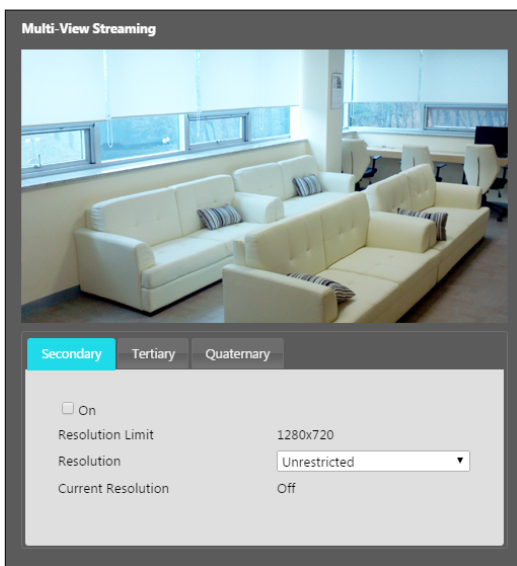 Multi-View Streaming
Secondary Tertiary Quaternary
On
Resolution Limit 1280x720
Resolution Unrestricted
Current Resolution Off